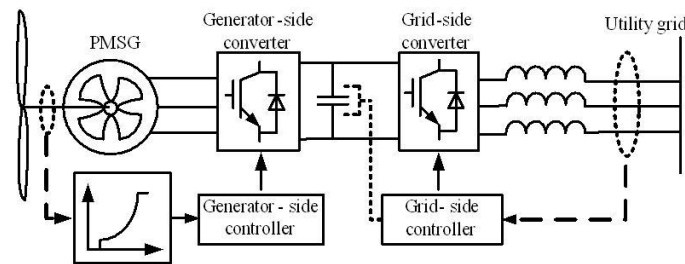 PMSG
Generator-side
converter
Grid-side
converter
Utility grid
Generator - side
controller
Grid- side
controller